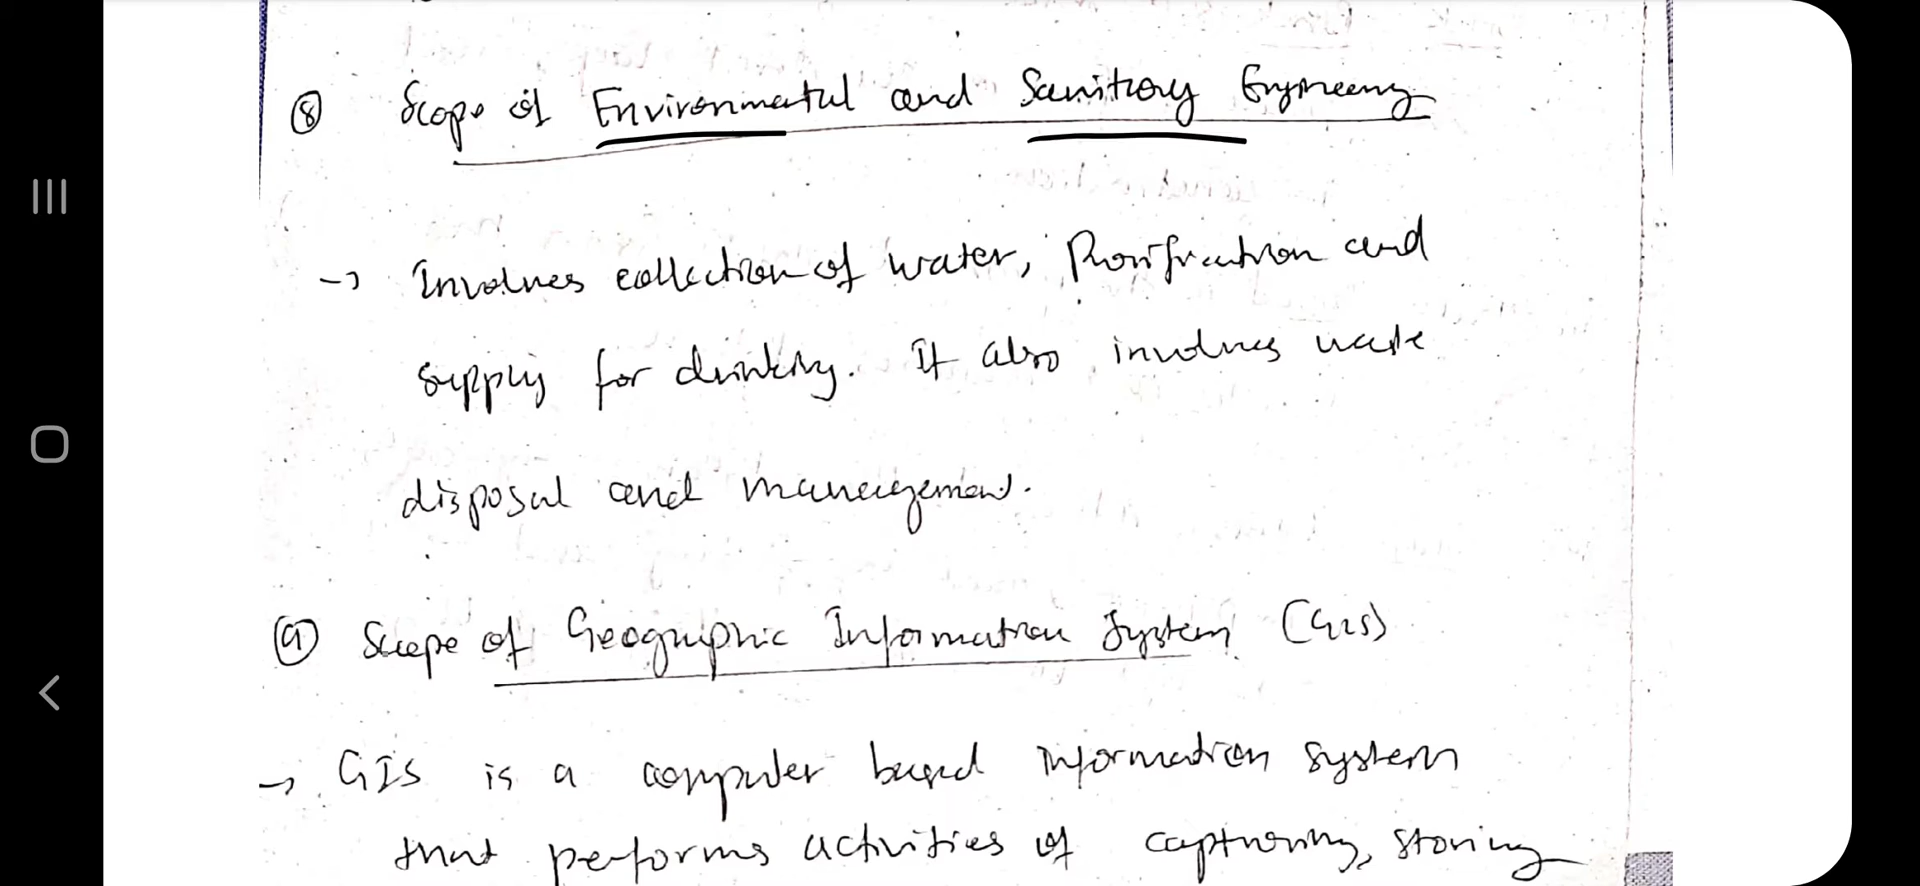 ⑧ Scope of Environmental and Sanitary Engineering
→ Involves collection of water, Purification and
supply for drinking. It also involves waste
disposal and management.
⑨ Scope of Geographic Information System (GIS)
→ GIS is a computer based information system
that performs activities of capturing, storing